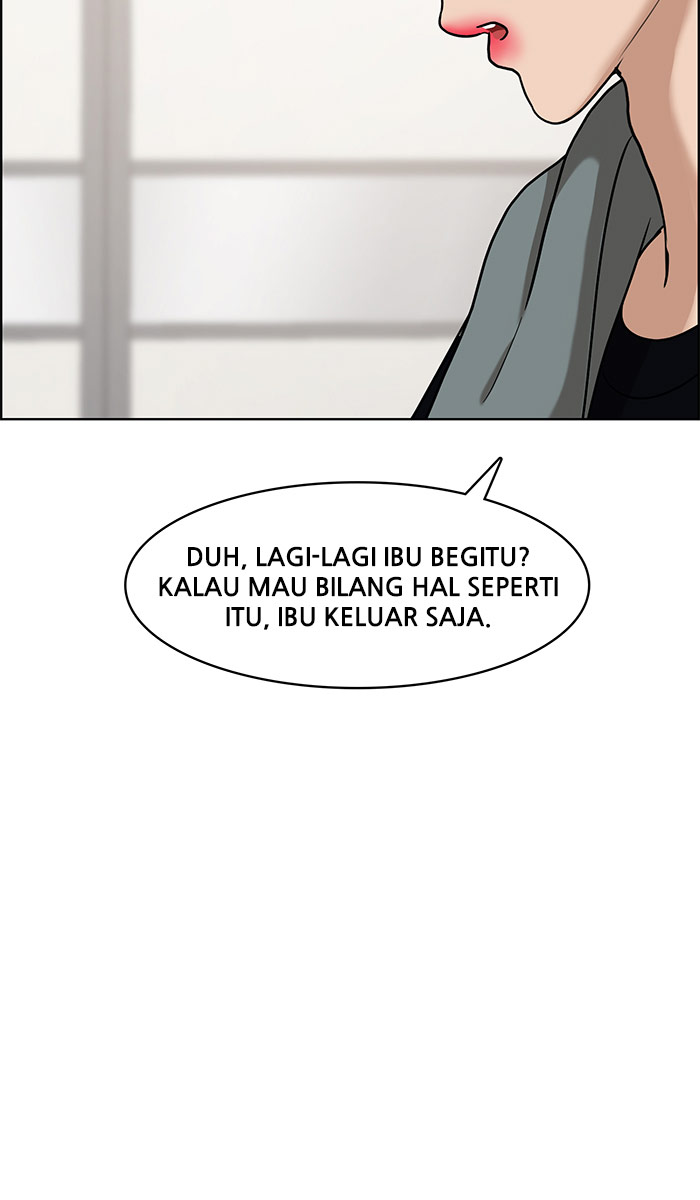 DUH, LAGI-LAGI IBU BEGITU?
KALAU MAU BILANG HAL SEPERTI
ITU, IBU KELUAR SAJA.